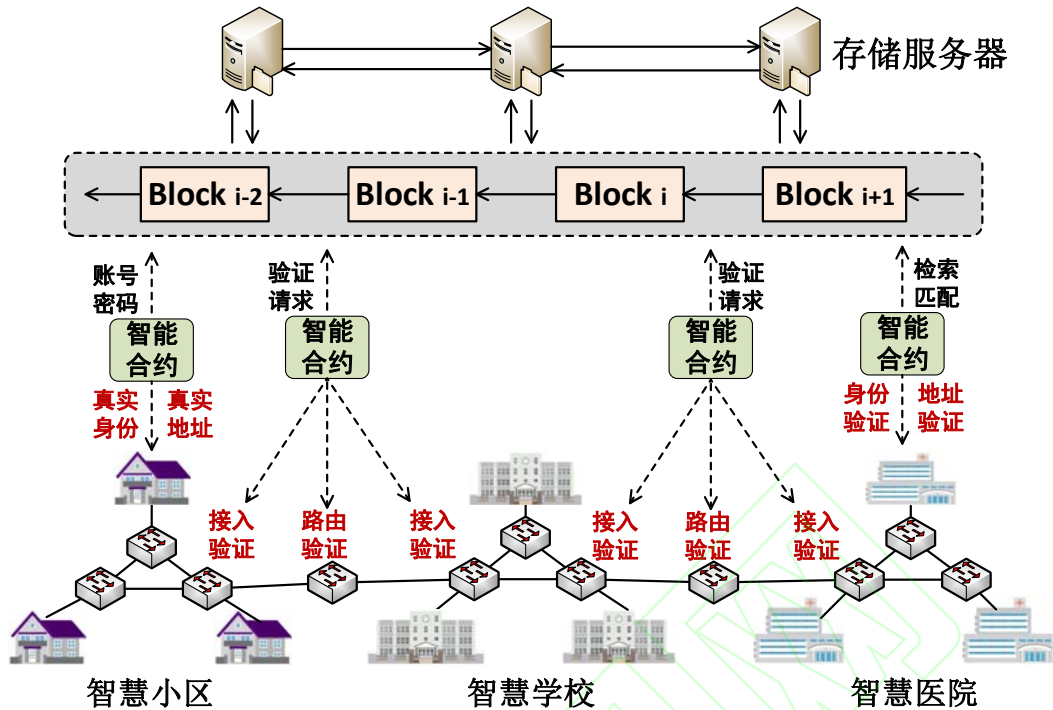 存储服务器
Block i-2
Block i-1
Block i
Block i+1
账号
密码
验证
请求
验证
请求
检索
匹配
智能
合约
智能
合约
智能
合约
智能
合约
真实
身份
真实
地址
身份
验证
地址
验证
接入
验证
路由
验证
接入
验证
接入
验证
路由
验证
接入
验证
智慧小区
智慧学校
智慧医院